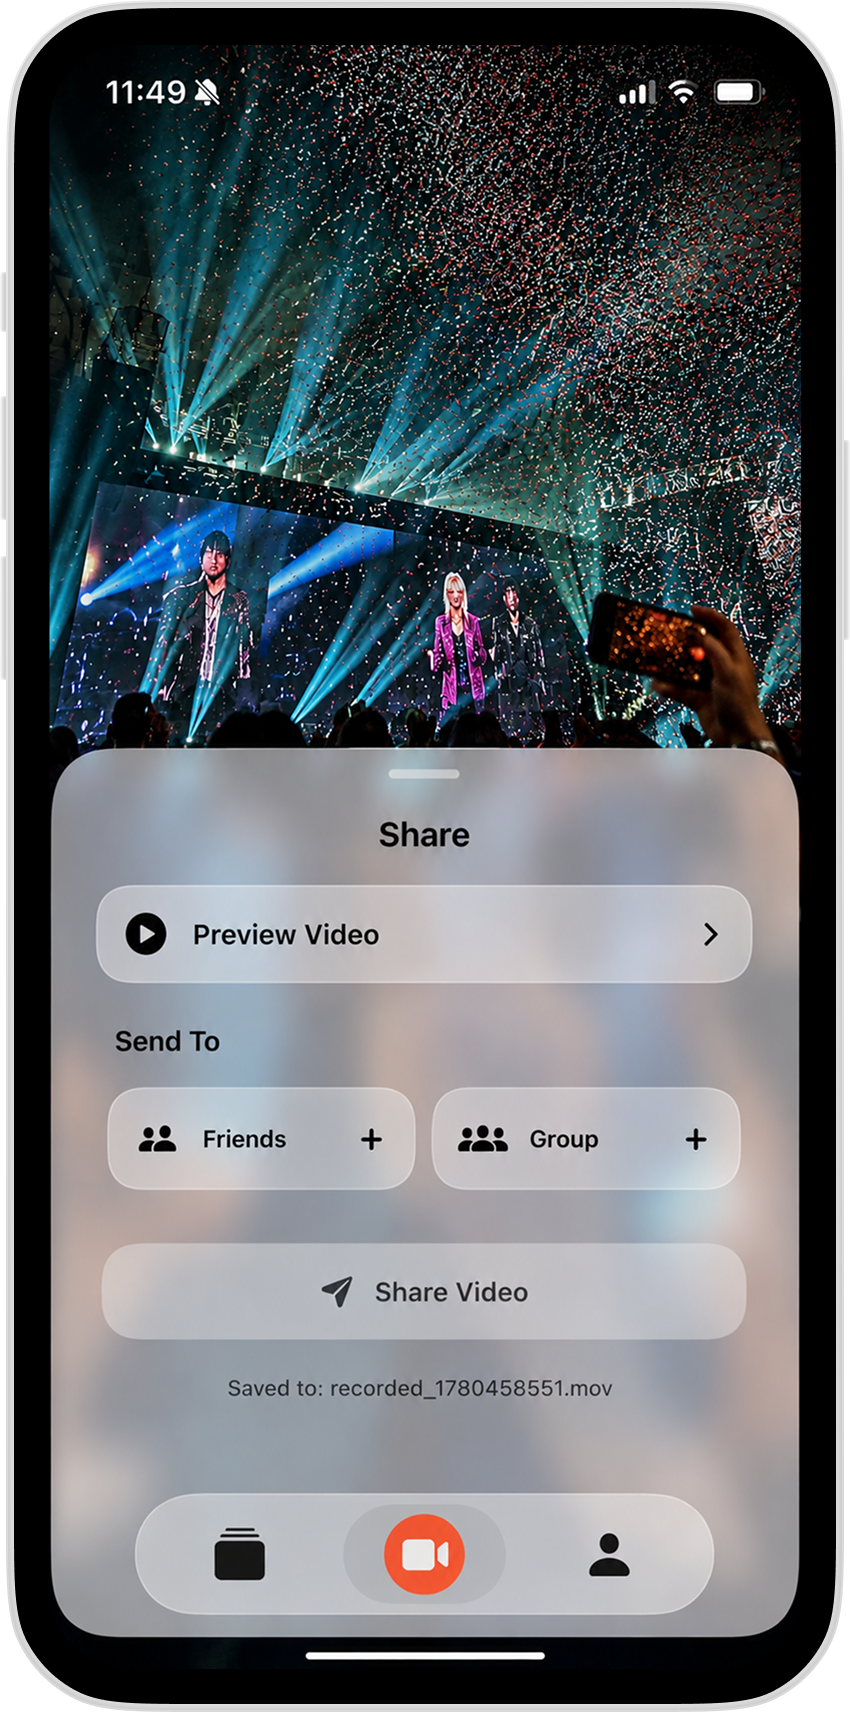 11:49
Share
Preview Video
Send To
Friends +
Group +
Share Video
Saved to: recorded_1780458551.mov